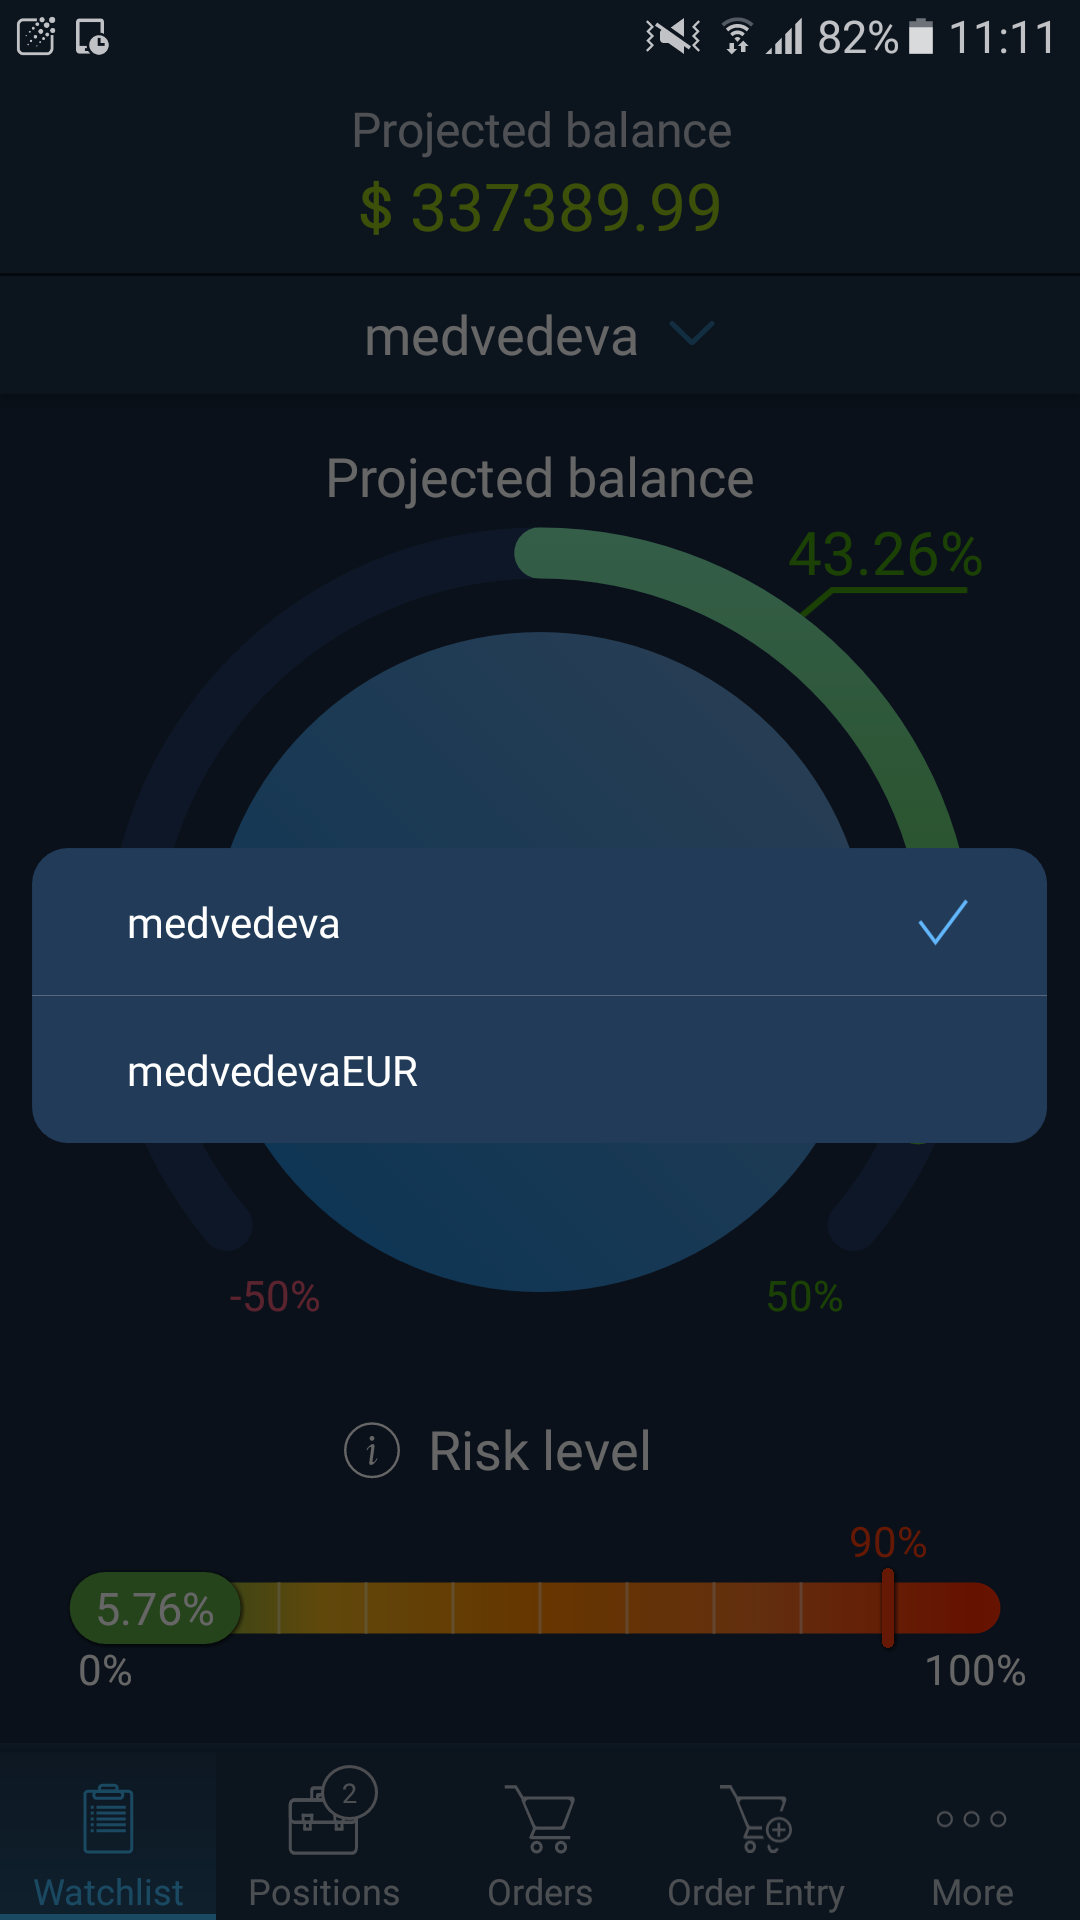 82% 11:11
Projected balance
$ 337389.99
medvedeva
Projected balance
43.26%
medvedeva
medvedevaEUR
-50% 50%
i Risk level
90%
5.76%
0% 100%
2
Watchlist Positions Orders Order Entry More